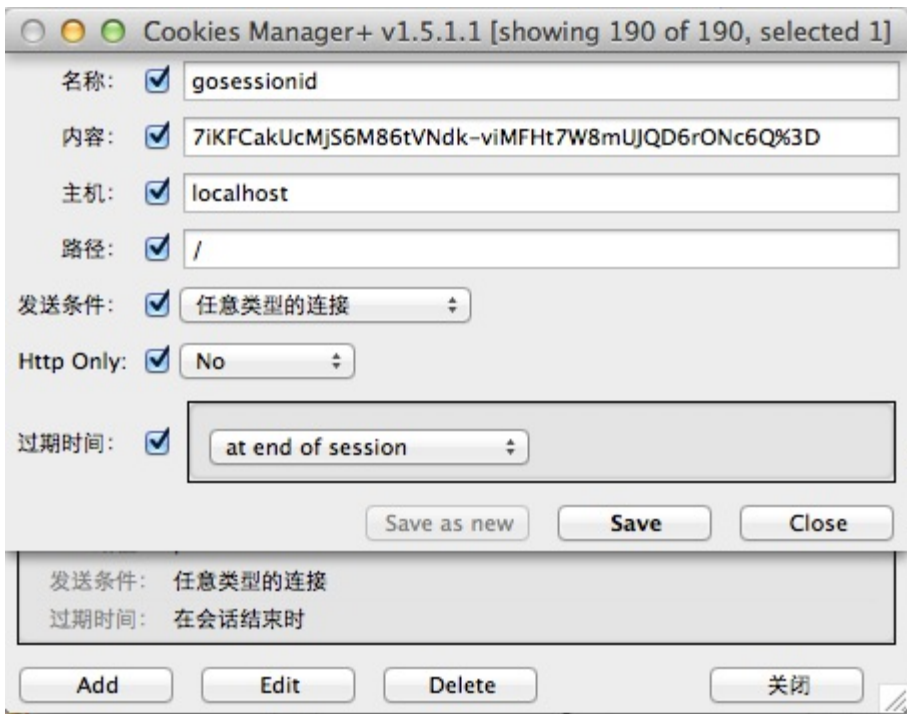 Cookies Manager+ v1.5.1.1 [showing 190 of 190, selected 1]
名称: gosessionid
内容: 7iKFCakUcMjS6M86tVNdk-viMFHt7W8mUJQD6rONc6Q%3D
主机: localhost
路径: /
发送条件: 任意类型的连接
Http Only: No
过期时间: at end of session
Save as new Save Close
发送条件: 任意类型的连接
过期时间: 在会话结束时
Add Edit Delete 关闭